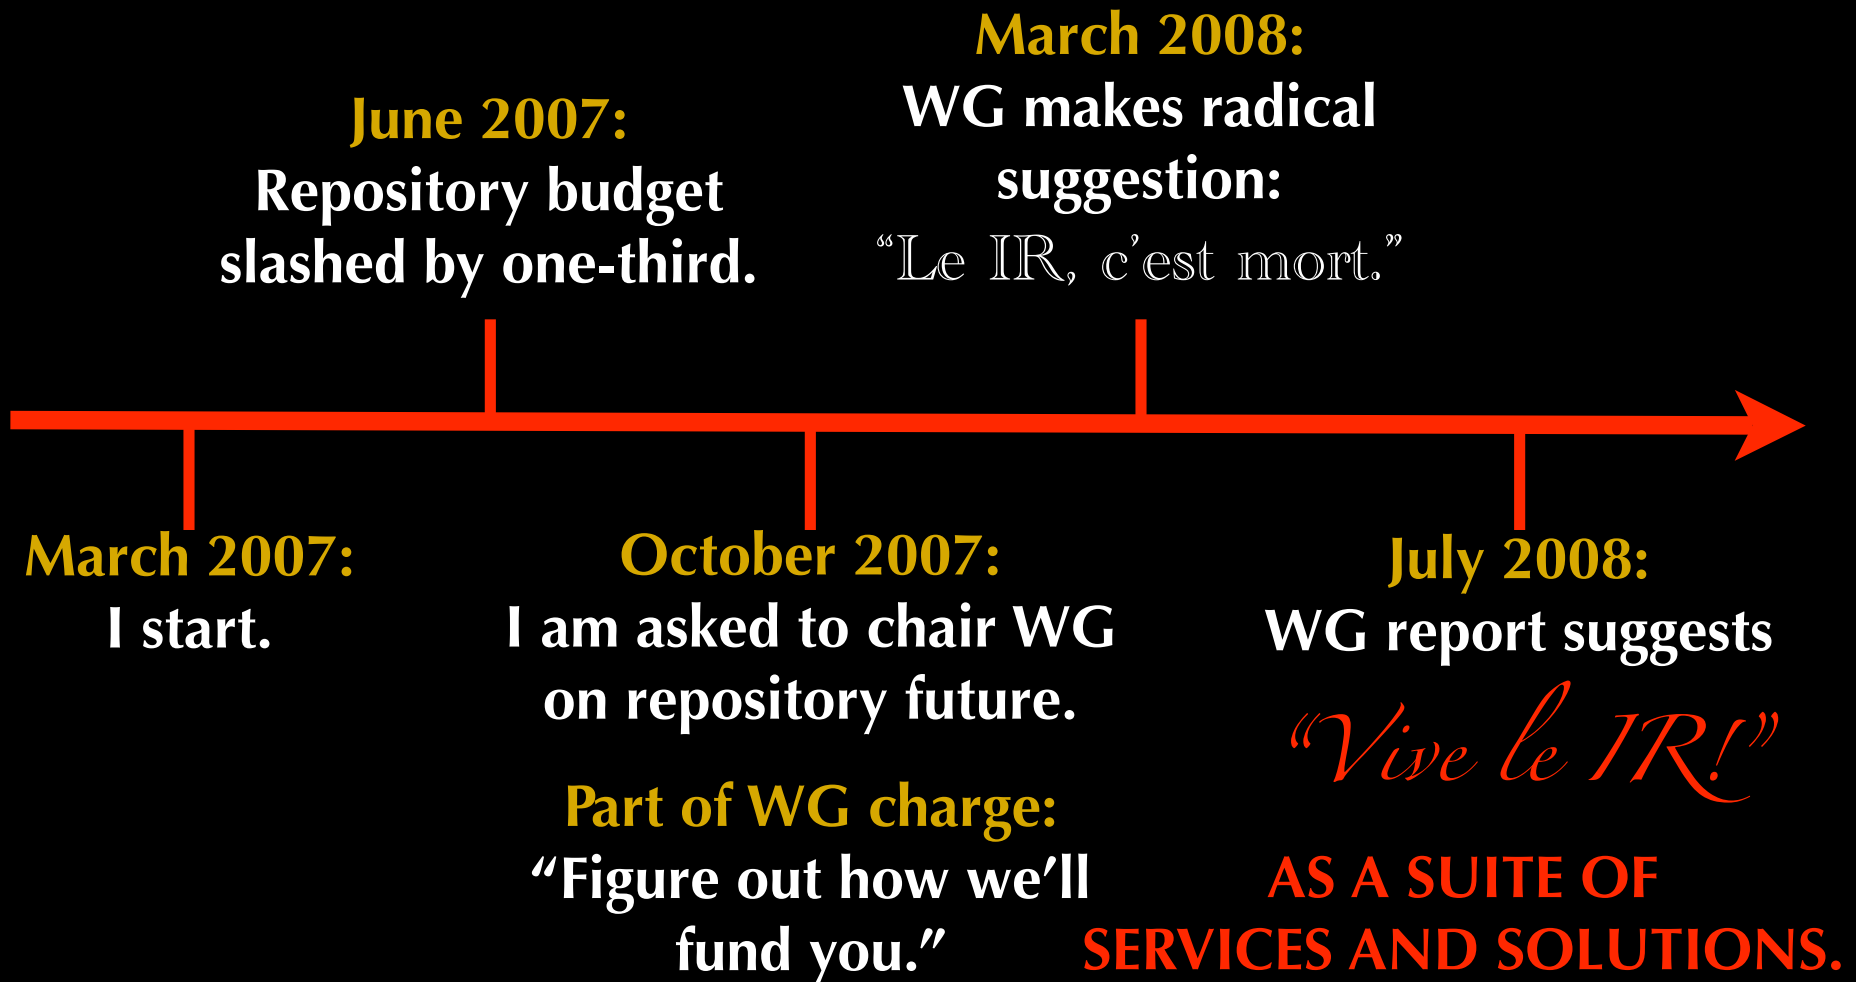 March 2007:
I start.
June 2007:
Repository budget
slashed by one-third.
October 2007:
I am asked to chair WG
on repository future.
Part of WG charge:
“Figure out how we’ll
fund you.”
March 2008:
WG makes radical
suggestion:
“Le IR, c’est mort.”
July 2008:
WG report suggests
“Vive le IR!”
AS A SUITE OF
SERVICES AND SOLUTIONS.